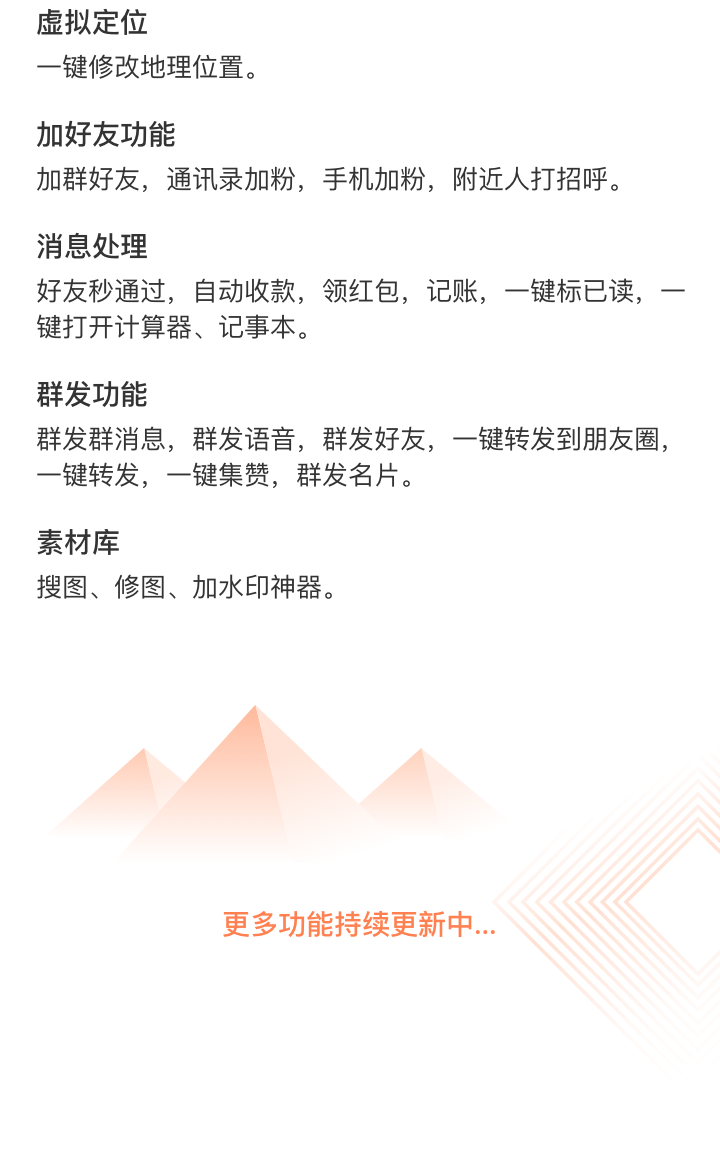 虚拟定位
一键修改地理位置。
加好友功能
加群好友，通讯录加粉，手机加粉，附近人打招呼。
消息处理
好友秒通过，自动收款，领红包，记账，一键标已读，一
键打开计算器、记事本。
群发功能
群发群消息，群发语音，群发好友，一键转发到朋友圈，
一键转发，一键集赞，群发名片。
素材库
搜图、修图、加水印神器。
更多功能持续更新中...